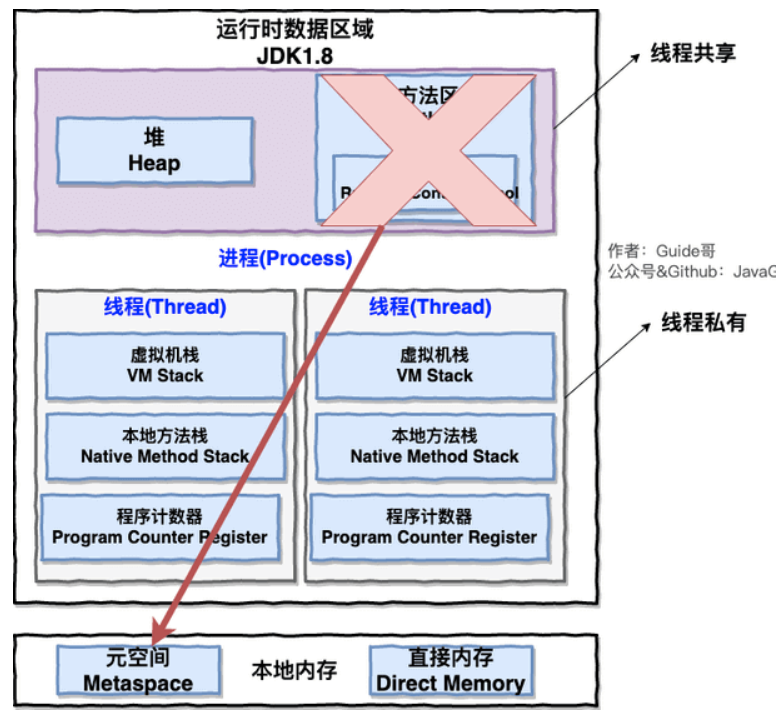 运行时数据区域
JDK1.8
线程共享
堆
Heap
方法区
进程(Process)
作者：Guide哥
公众号&Github：JavaG
线程(Thread)
线程(Thread)
线程私有
虚拟机栈
VM Stack
虚拟机栈
VM Stack
本地方法栈
Native Method Stack
本地方法栈
Native Method Stack
程序计数器
Program Counter Register
程序计数器
Program Counter Register
元空间
Metaspace
本地内存
直接内存
Direct Memory